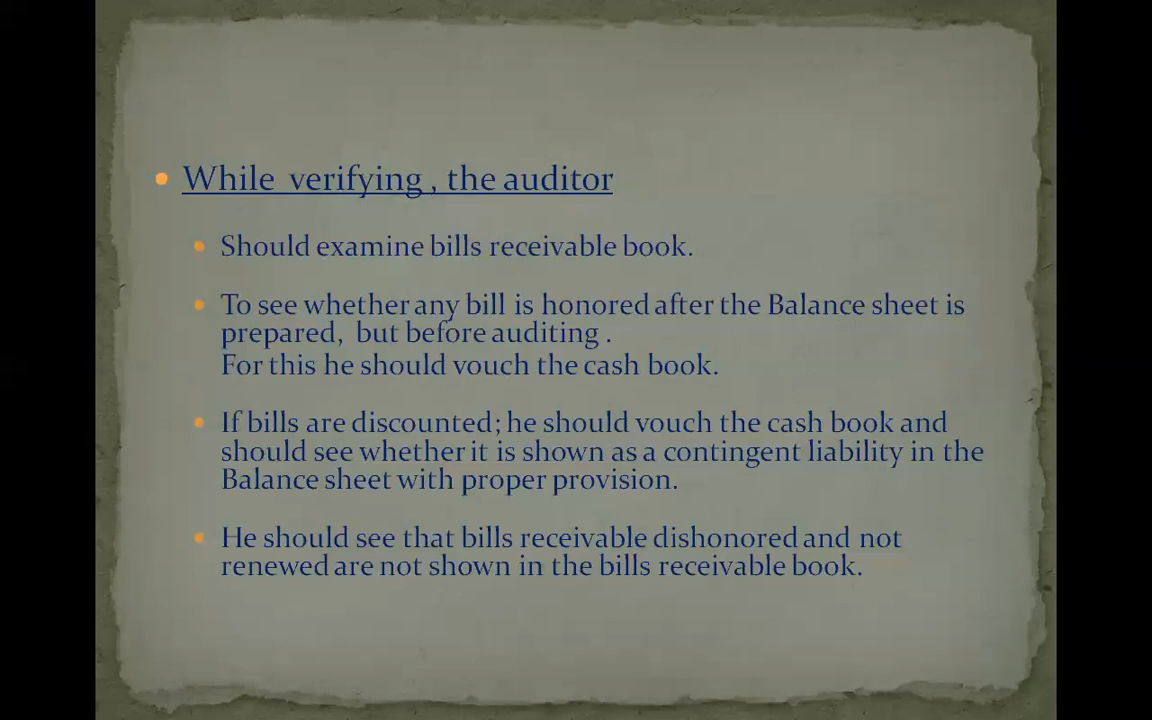 While verifying , the auditor
Should examine bills receivable book.
To see whether any bill is honored after the Balance sheet is
prepared, but before auditing .
For this he should vouch the cash book.
If bills are discounted; he should vouch the cash book and
should see whether it is shown as a contingent liability in the
Balance sheet with proper provision.
He should see that bills receivable dishonored and not
renewed are not shown in the bills receivable book.